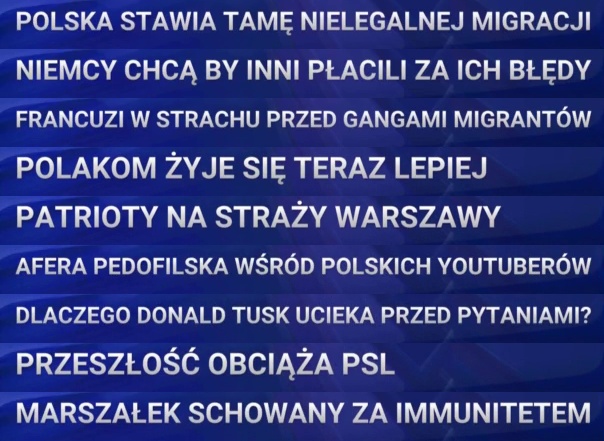 POLSKA STAWIA TAMĘ NIELEGALNEJ MIGRACJI
NIEMCY CHCĄ BY INNI PŁACILI ZA ICH BŁĘDY
FRANCUZI W STRACHU PRZED GANGAMI MIGRANTÓW
POLAKOM ŻYJE SIĘ TERAZ LEPIEJ
PATRIOTY NA STRAŻY WARSZAWY
AFERA PEDOFILSKA WŚRÓD POLSKICH YOUTUBERÓW
DLACZEGO DONALD TUSK UCIEKA PRZED PYTANIAMI?
PRZESZŁOŚĆ OBCIĄŻA PSL
MARSZAŁEK SCHOWANY ZA IMMUNITETEM